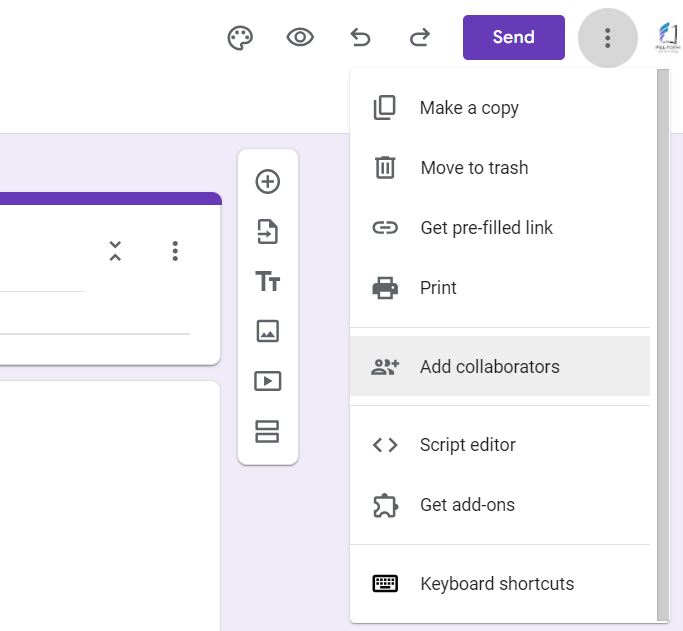 Send
Make a copy
Move to trash
Get pre-filled link
Print
Add collaborators
Script editor
Get add-ons
Keyboard shortcuts